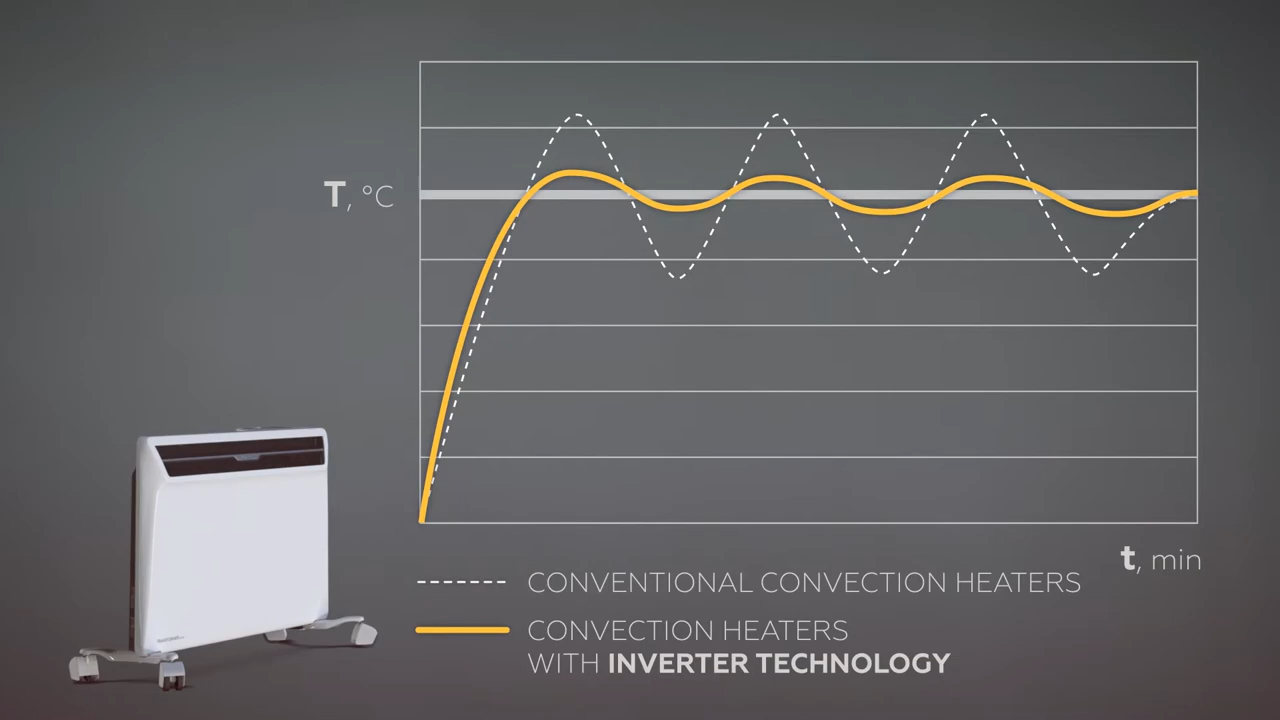 T, °C
t, min
CONVENTIONAL CONVECTION HEATERS
CONVECTION HEATERS
WITH INVERTER TECHNOLOGY